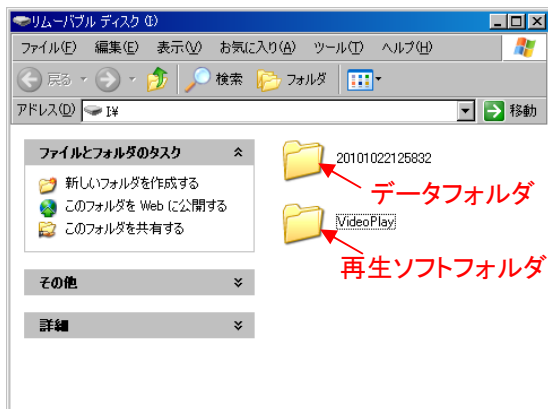 リムーバブル ディスク (I:)
ファイル(F) 編集(E) 表示(V) お気に入り(A) ツール(T) ヘルプ(H)
戻る 検索 フォルダ
アドレス(D) I:¥ 移動
ファイルとフォルダのタスク
新しいフォルダを作成する
このフォルダを Web に公開する
このフォルダを共有する
その他
詳細
20101022125832
データフォルダ
VideoPlay
再生ソフトフォルダ